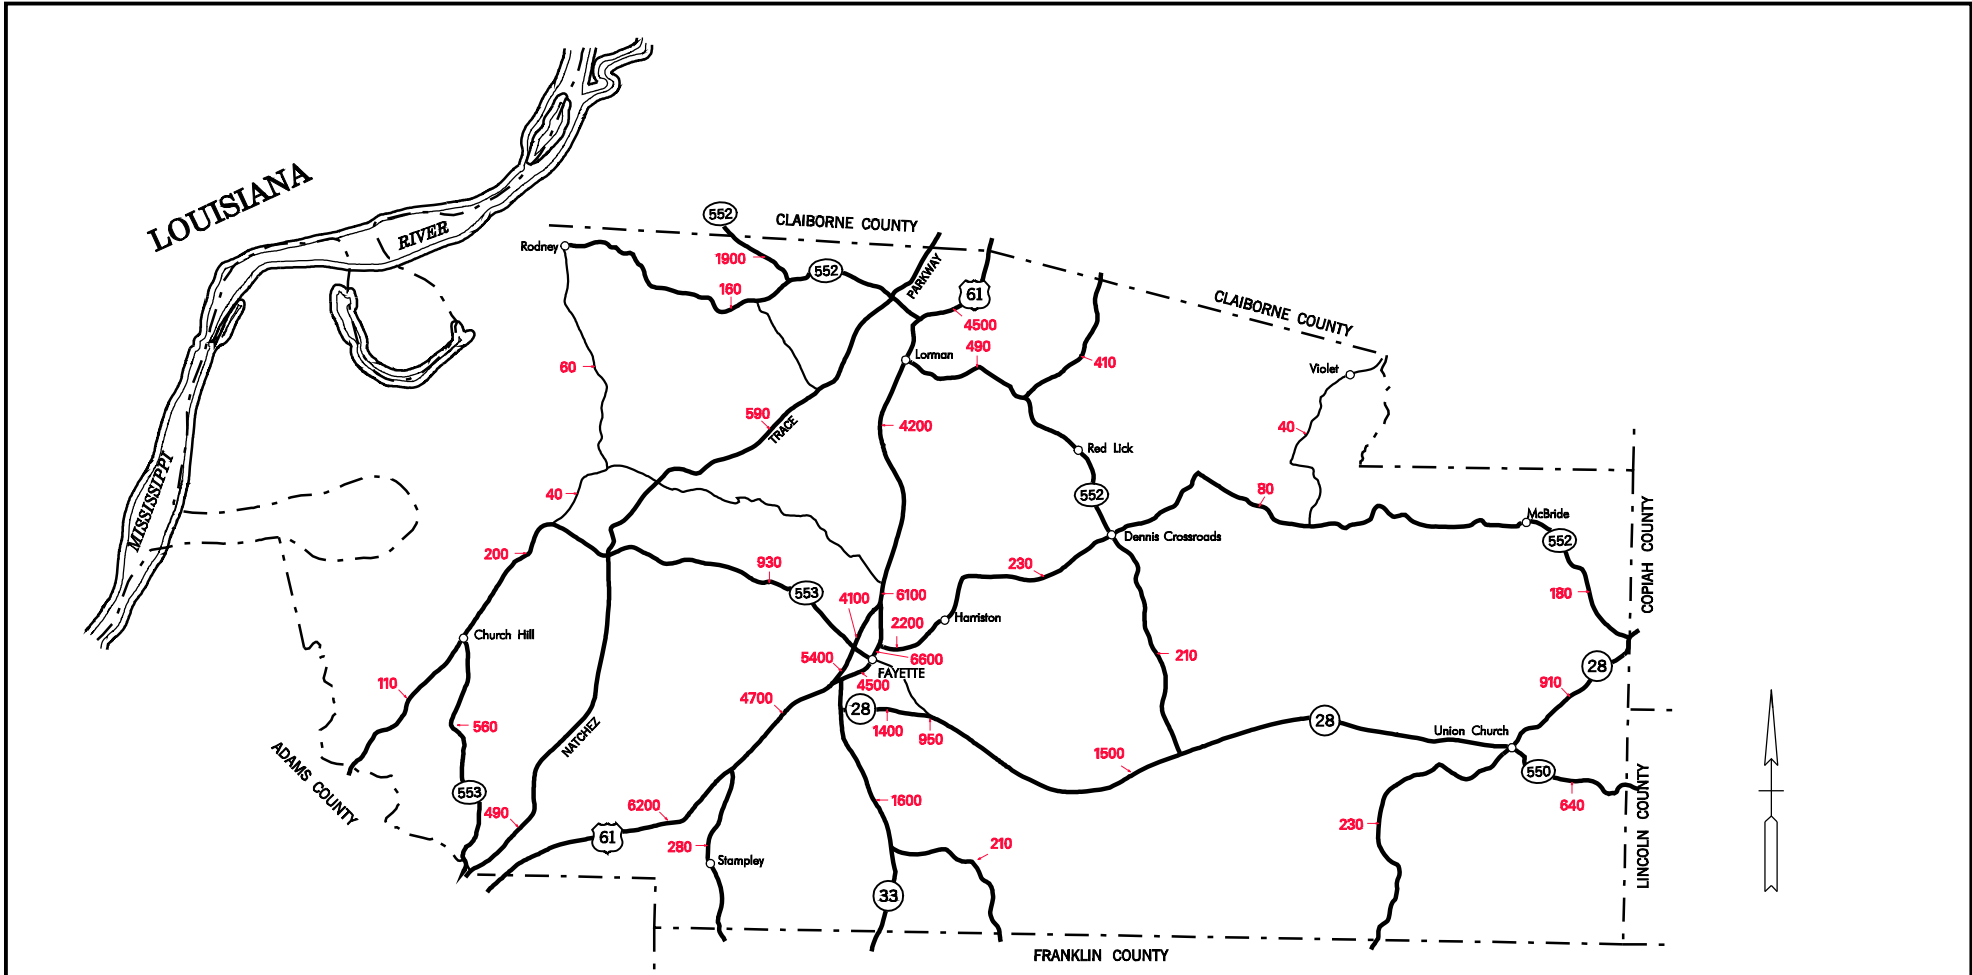 LOUISIANA
RIVER
MISSISSIPPI
552
CLAIBORNE COUNTY
Rodney
1900
552
PARKWAY
160
61
4500
CLAIBORNE COUNTY
Lorman
490
410
60
Violet
590
TRACE
4200
40
Red Lick
552
80
40
McBride
552
COPIAH COUNTY
Dennis Crossroads
200
930
230
553
4100
6100
180
2200
Harriston
Church Hill
5400
6600
FAYETTE
210
28
110
4500
910
4700
28
1400
950
28
560
NATCHEZ
Union Church
1500
ADAMS COUNTY
550
553
640
LINCOLN COUNTY
490
6200
1600
230
61
280
210
Stampley
33
FRANKLIN COUNTY